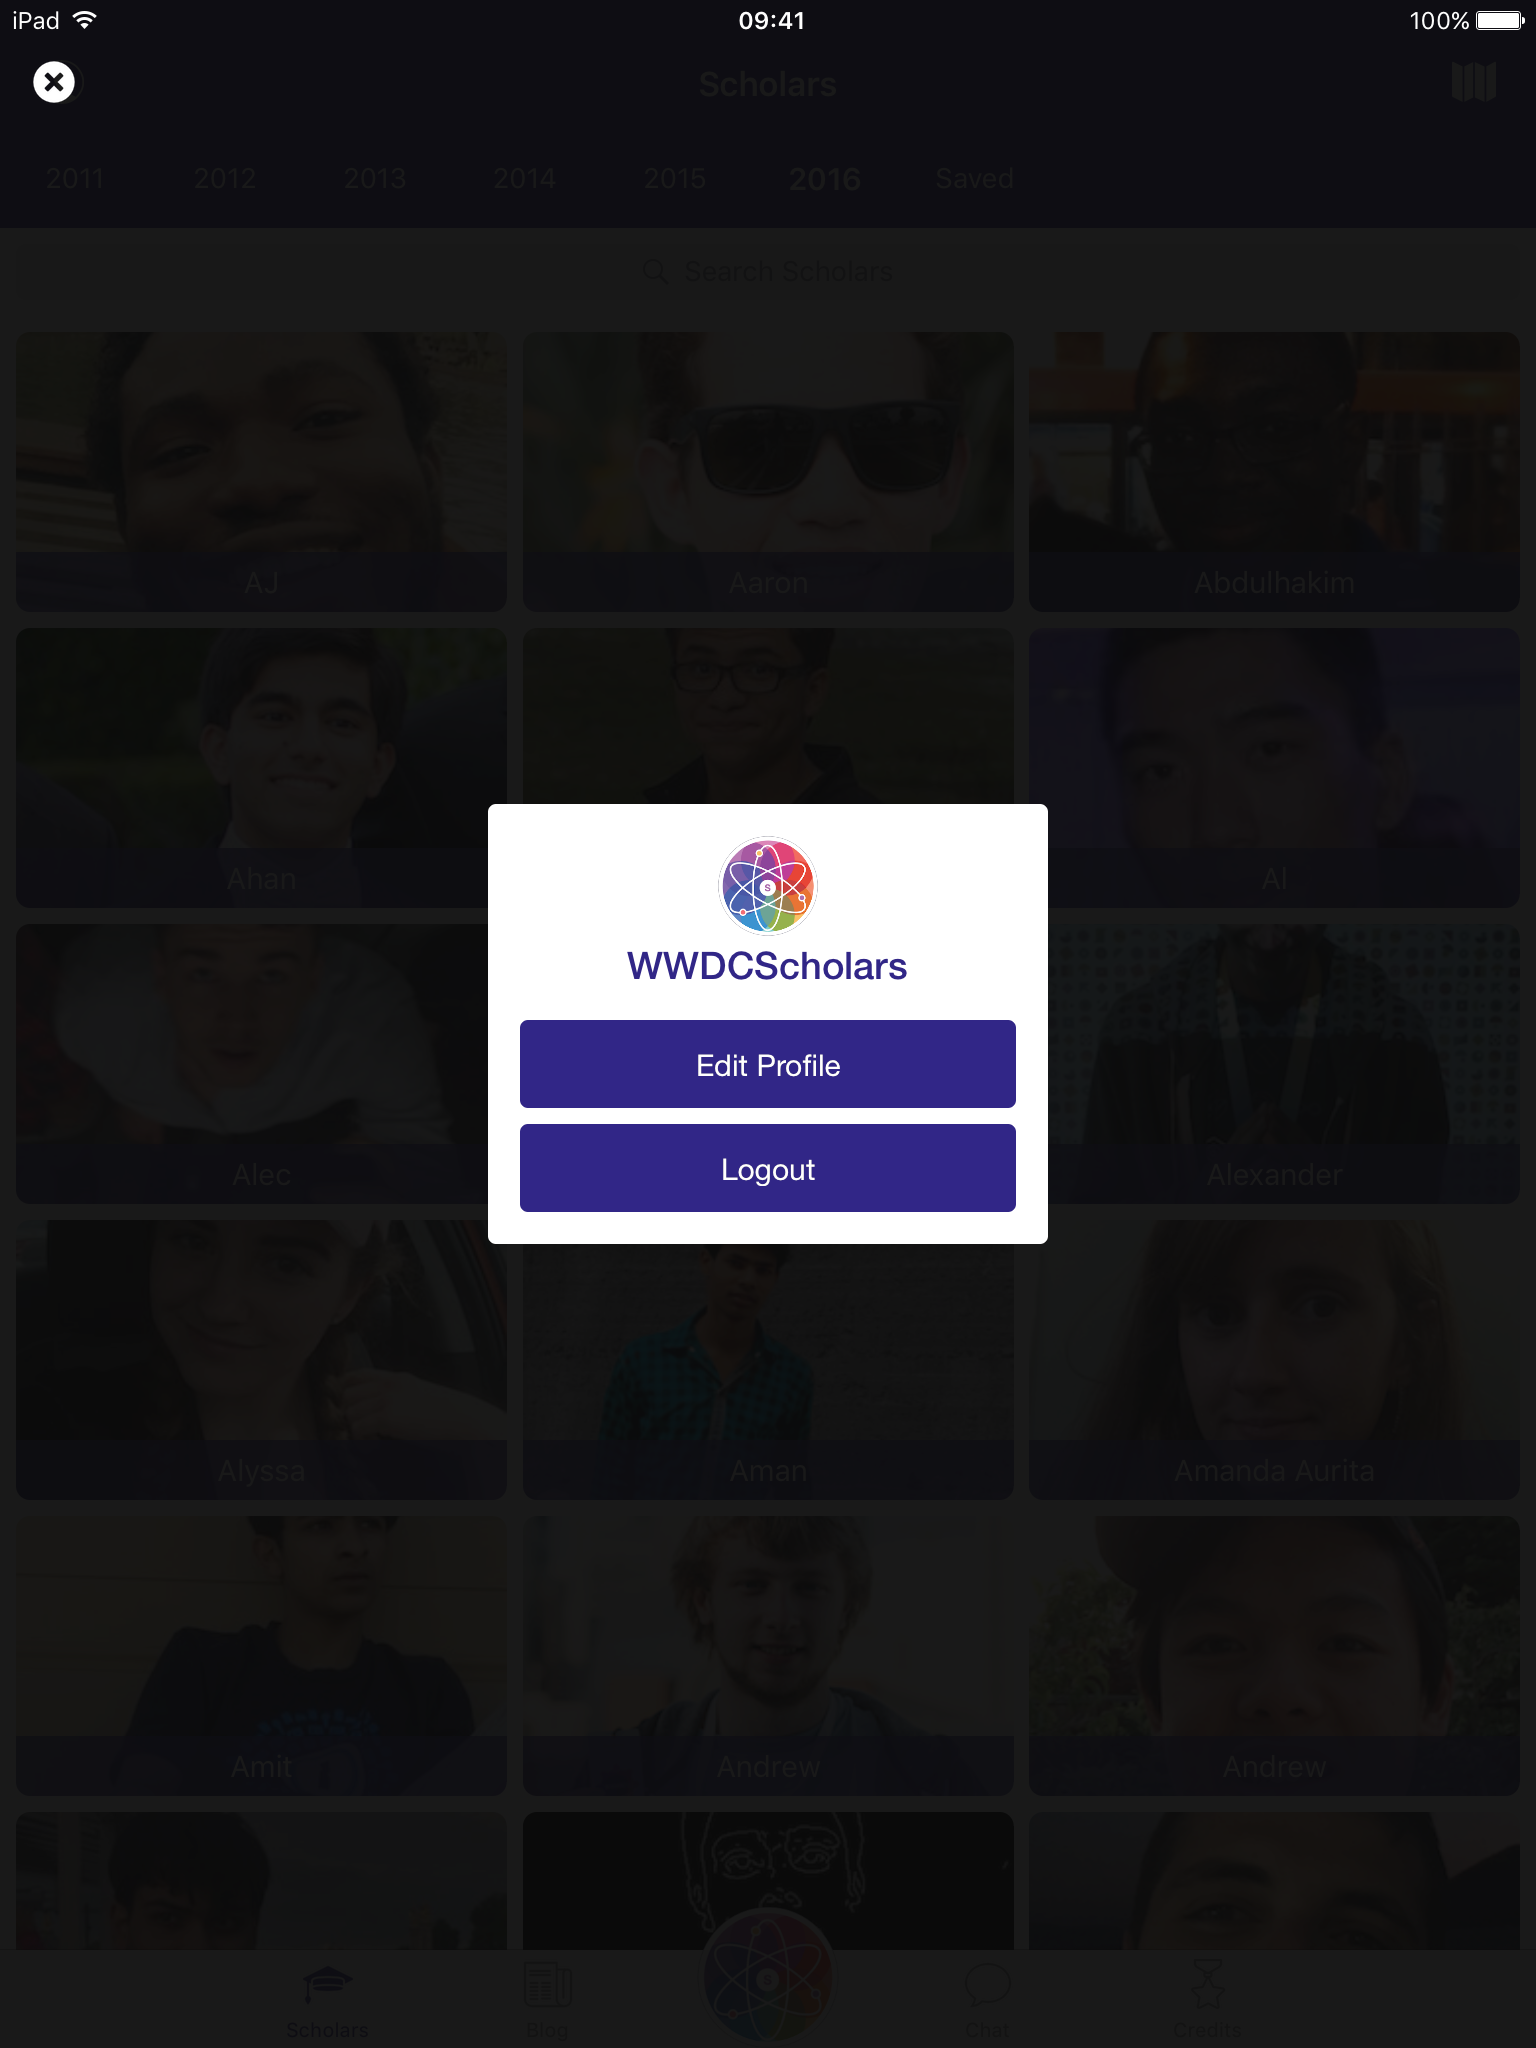 iPad 09:41 100%
Scholars
2011 2012 2013 2014 2015 2016 Saved
Search Scholars
AJ Aaron Abdulhakim
Ahan Al
S
WWDCScholars
Edit Profile
Logout
Alec Alexander
Alyssa Aman Amanda Aurita
Amit Andrew Andrew
Scholars Blog Chat Credits